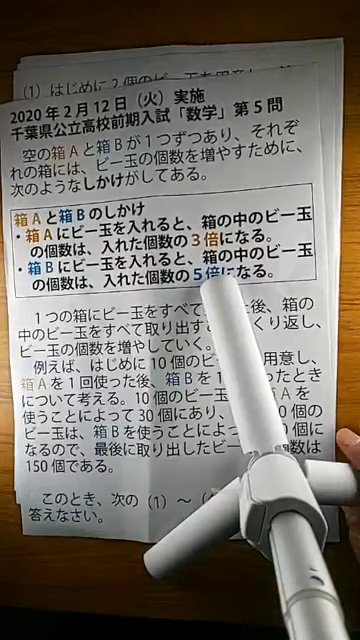 (1) はじめに2個のビー玉を用意し、箱
2020年2月12日（火）実施
千葉県公立高校前期入試「数学」第5問
空の箱Aと箱Bが1つずつあり、それぞ
れの箱には、ビー玉の個数を増やすために、
次のようなしかけがしてある。
箱Aと箱Bのしかけ
・箱Aにビー玉を入れると、箱の中のビー玉
の個数は、入れた個数の3倍になる。
・箱Bにビー玉を入れると、箱の中のビー玉
の個数は、入れた個数の5倍になる。
1つの箱にビー玉をすべて た後、箱の
中のビー玉をすべて取り出す くり返し、
ビー玉の個数を増やしていく。
例えば、はじめに10個のビー 用意し、
箱Aを1回使った後、箱Bを1 ったとき
について考える。10個のビー Aを
使うことによって30個にあり、 0個の
ビー玉は、箱Bを使うことによ 0個に
なるので、最後に取り出したビー 数は
150個である。
このとき、次の（1）～（
答えなさい。